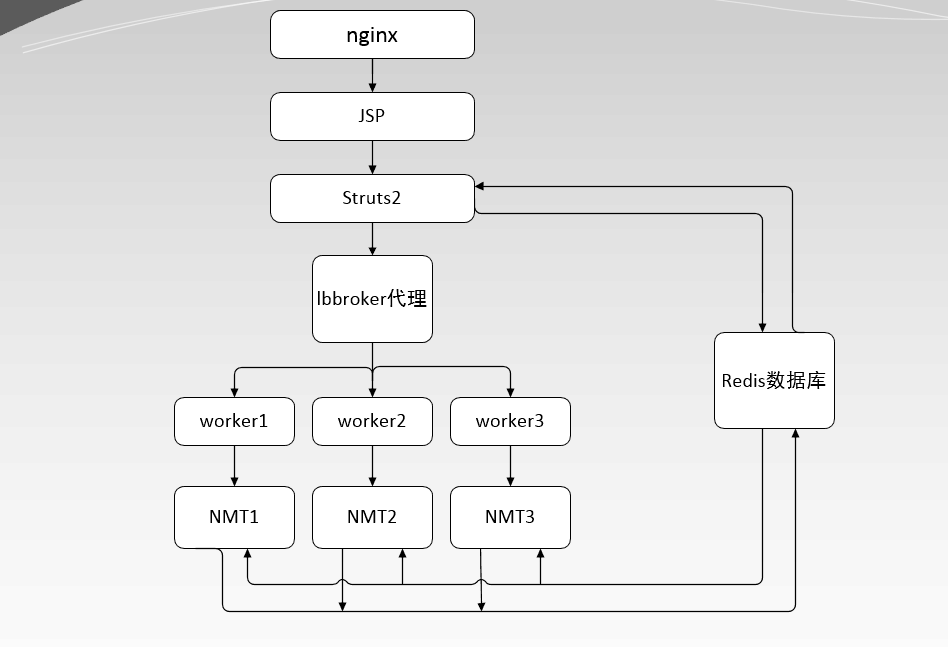 nginx
JSP
Struts2
lbbroker代理
Redis数据库
worker1
worker2
worker3
NMT1
NMT2
NMT3